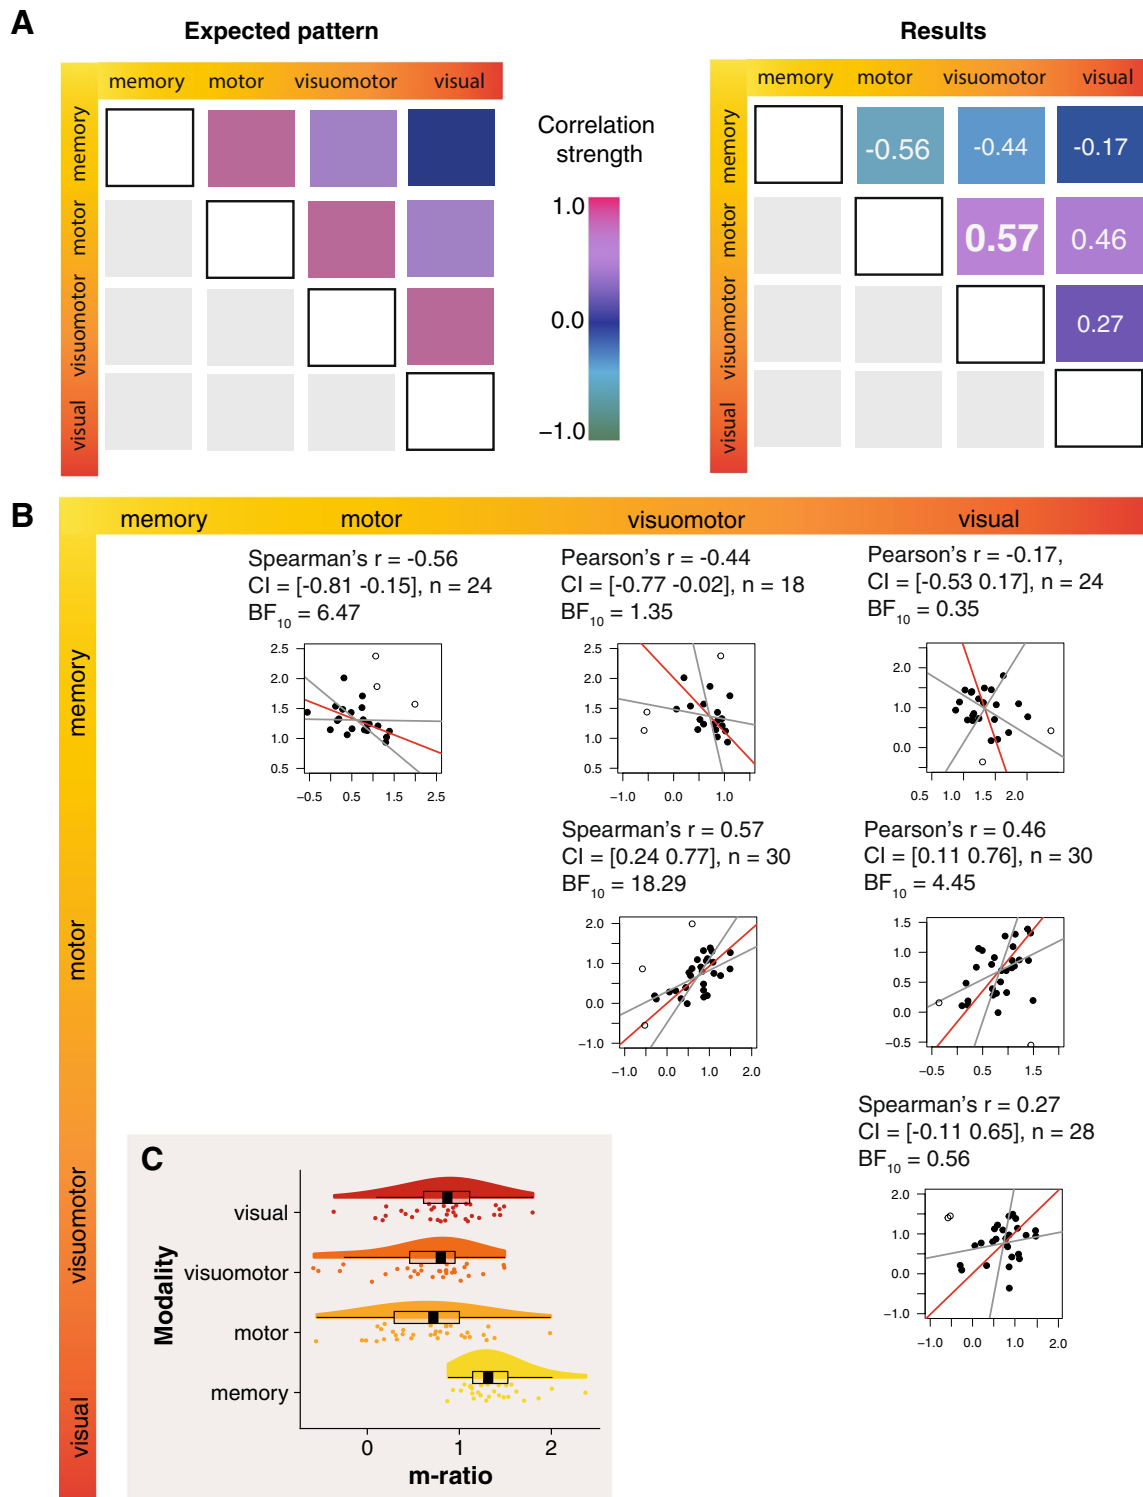 A
Expected pattern
Results
memory motor visuomotor visual
memory
motor
visuomotor
visual
Correlation
strength
1.0
0.0
−1.0
memory motor visuomotor visual
memory
motor
visuomotor
visual
-0.56 -0.44 -0.17
0.57 0.46
0.27
B
memory motor visuomotor visual
memory
motor
visuomotor
visual
Spearman's r = -0.56
CI = [-0.81 -0.15], n = 24
BF10 = 6.47
2.5
2.0
1.5
1.0
0.5
−0.5 0.5 1.5 2.5
Pearson's r = -0.44
CI = [-0.77 -0.02], n = 18
BF10 = 1.35
2.5
2.0
1.5
1.0
0.5
−1.0 0.0 1.0
Pearson's r = -0.17,
CI = [-0.53 0.17], n = 24
BF10 = 0.35
2.0
1.0
0.0
0.5 1.0 1.5 2.0
Spearman's r = 0.57
CI = [0.24 0.77], n = 30
BF10 = 18.29
2.0
1.0
0.0
−1.0
−1.0 0.0 1.0 2.0
Pearson's r = 0.46
CI = [0.11 0.76], n = 30
BF10 = 4.45
1.5
1.0
0.5
0.0
−0.5
−0.5 0.5 1.5
Spearman's r = 0.27
CI = [-0.11 0.65], n = 28
BF10 = 0.56
2.0
1.0
0.0
−1.0
−1.0 0.0 1.0 2.0
C
Modality
visual
visuomotor
motor
memory
0 1 2
m-ratio